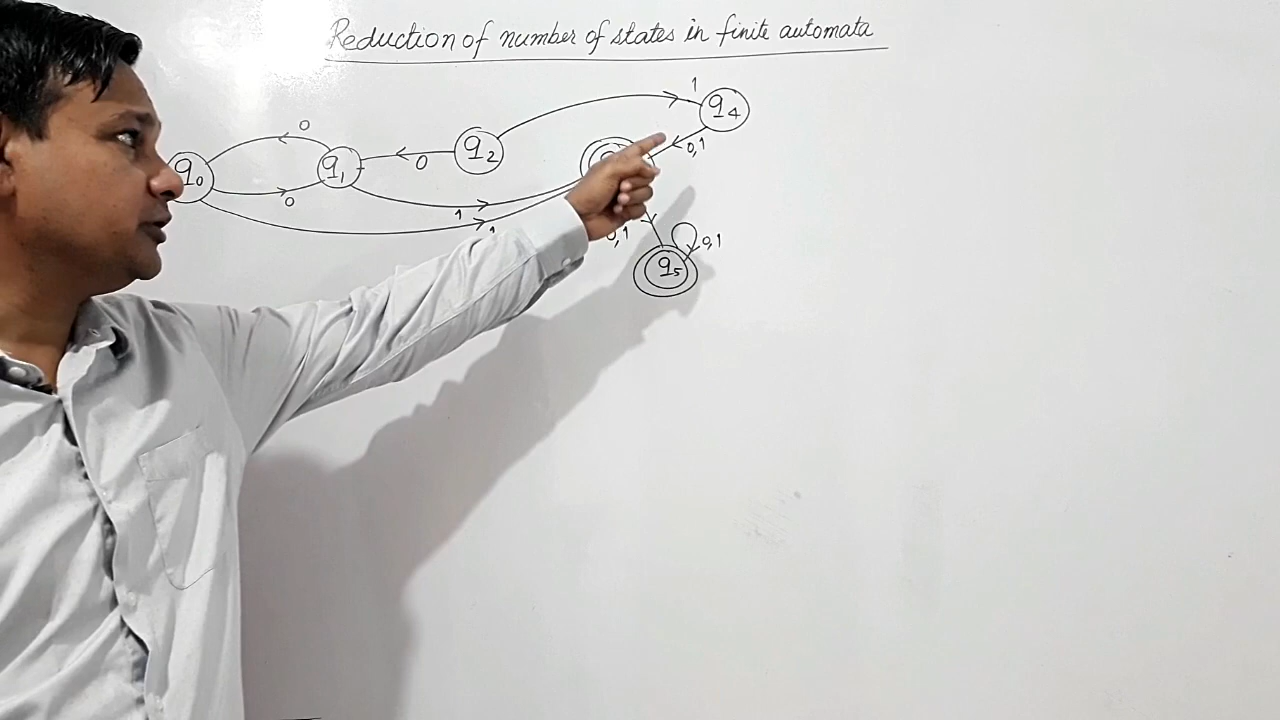 Reduction of number of states in finite automata
1
q4
0
q0
q1
0
q2
0,1
0
1
1
0,1
0,1
q5